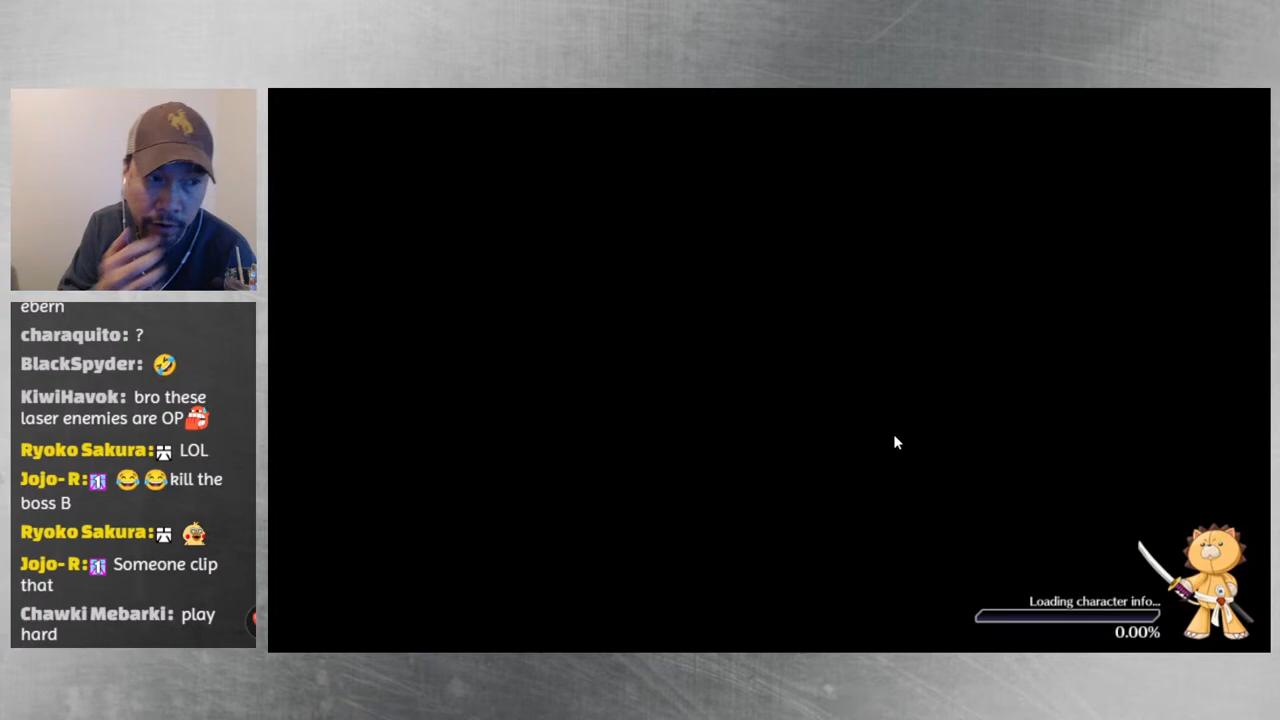 ebern
charaquito: ?
BlackSpyder: 🤣
KiwiHavok: bro these
laser enemies are OP
Ryoko Sakura: LOL
Jojo-R: 😂 😂 kill the
boss B
Ryoko Sakura:
Jojo-R: Someone clip
that
Chawki Mebarki: play
hard
Loading character info...
0.00%